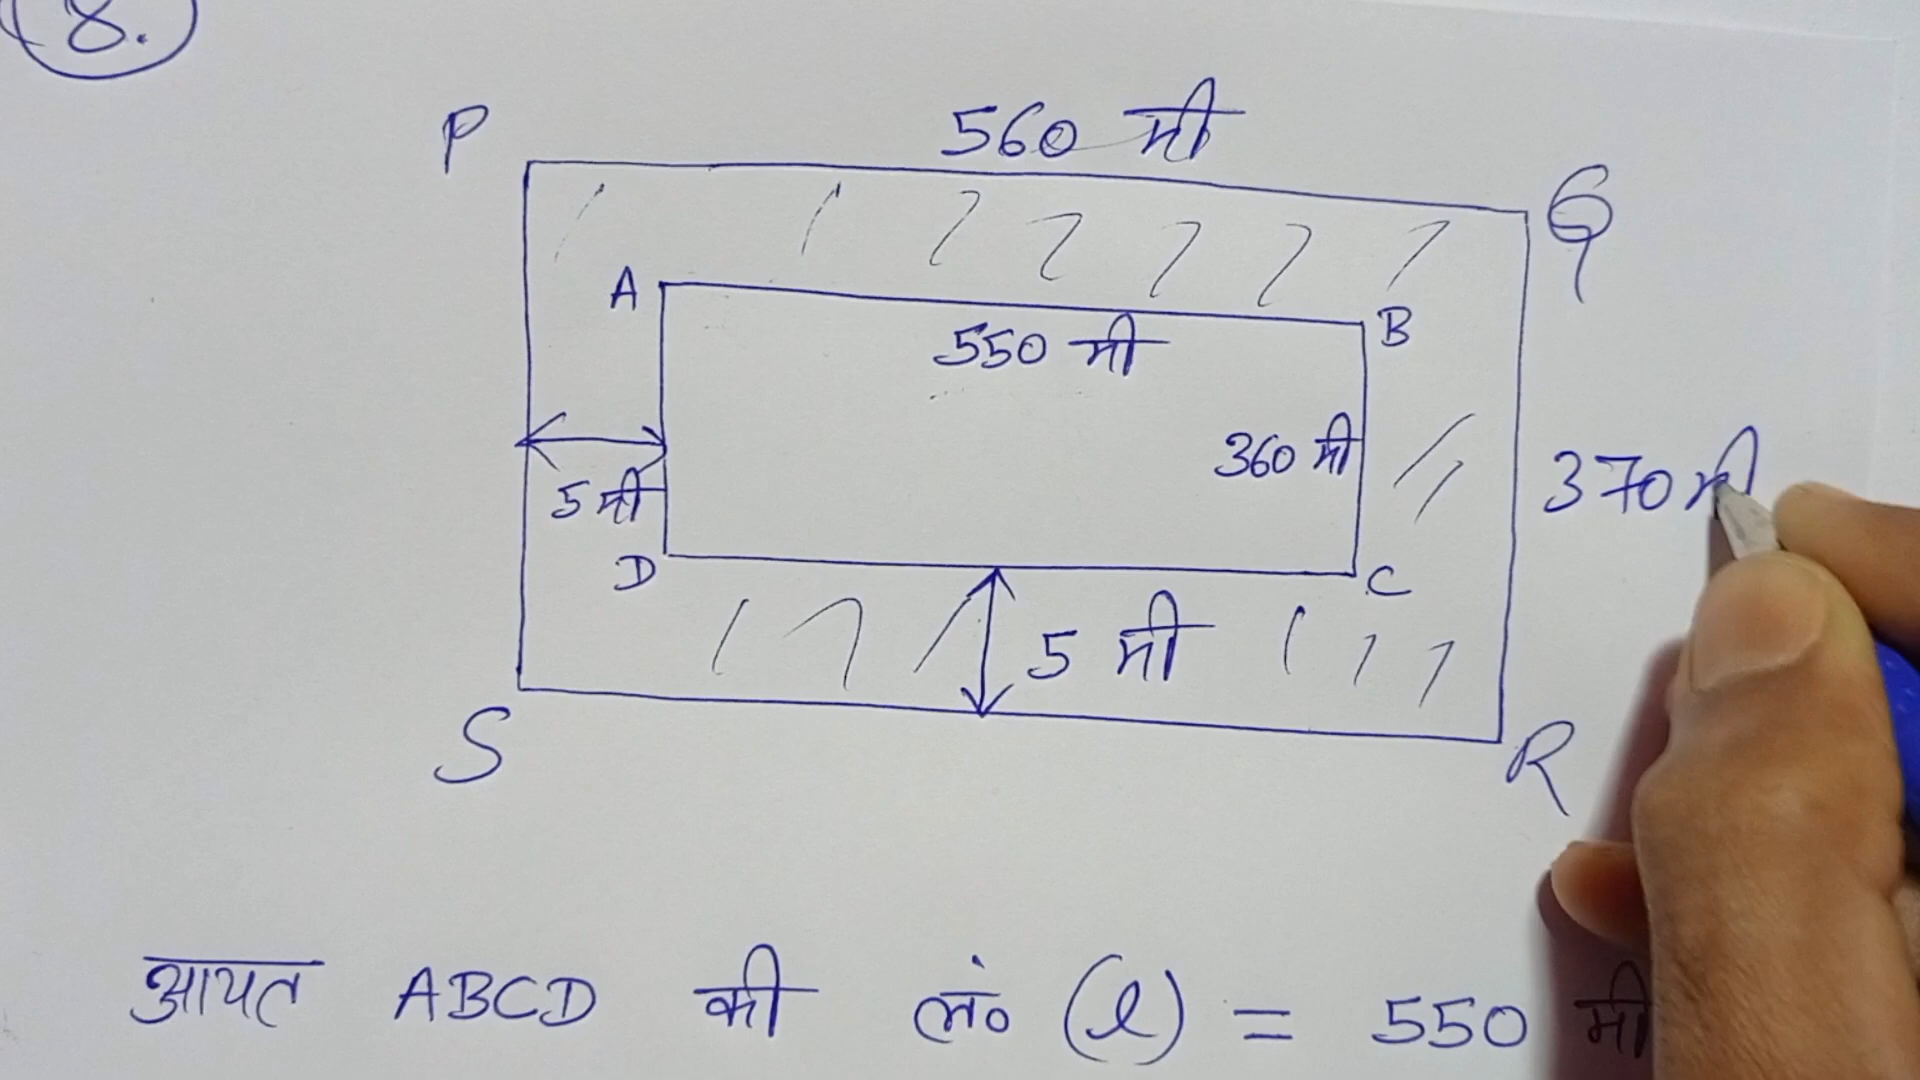 8.
P
560 मी
Q
A
B
550 मी
360 मी
370 मी
5 मी
D
C
5 मी
S
R
आयत ABCD की लं० (l) = 550 मी